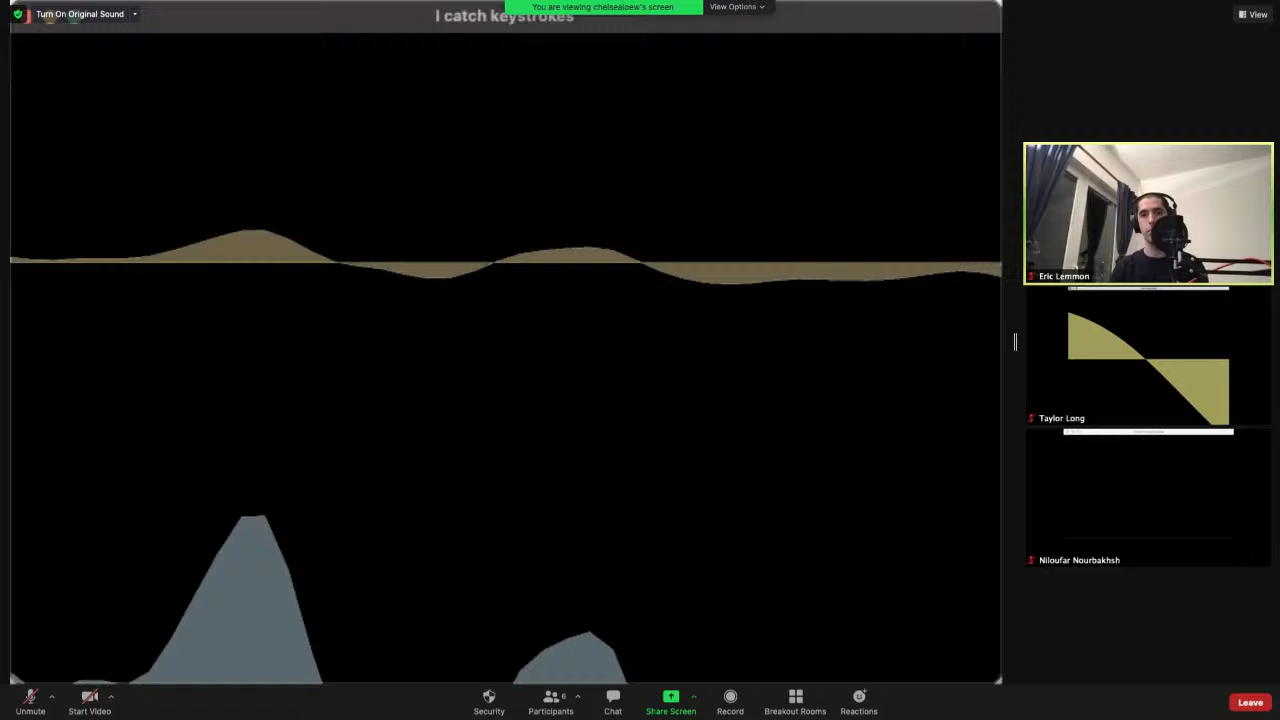 Turn On Original Sound
I catch keystrokes
You are viewing chelsealoew's screen
View Options
View
Eric Lemmon
Taylor Long
Niloufar Nourbakhsh
Unmute
Start Video
Security
Participants
6
Chat
Share Screen
Record
Breakout Rooms
Reactions
Leave